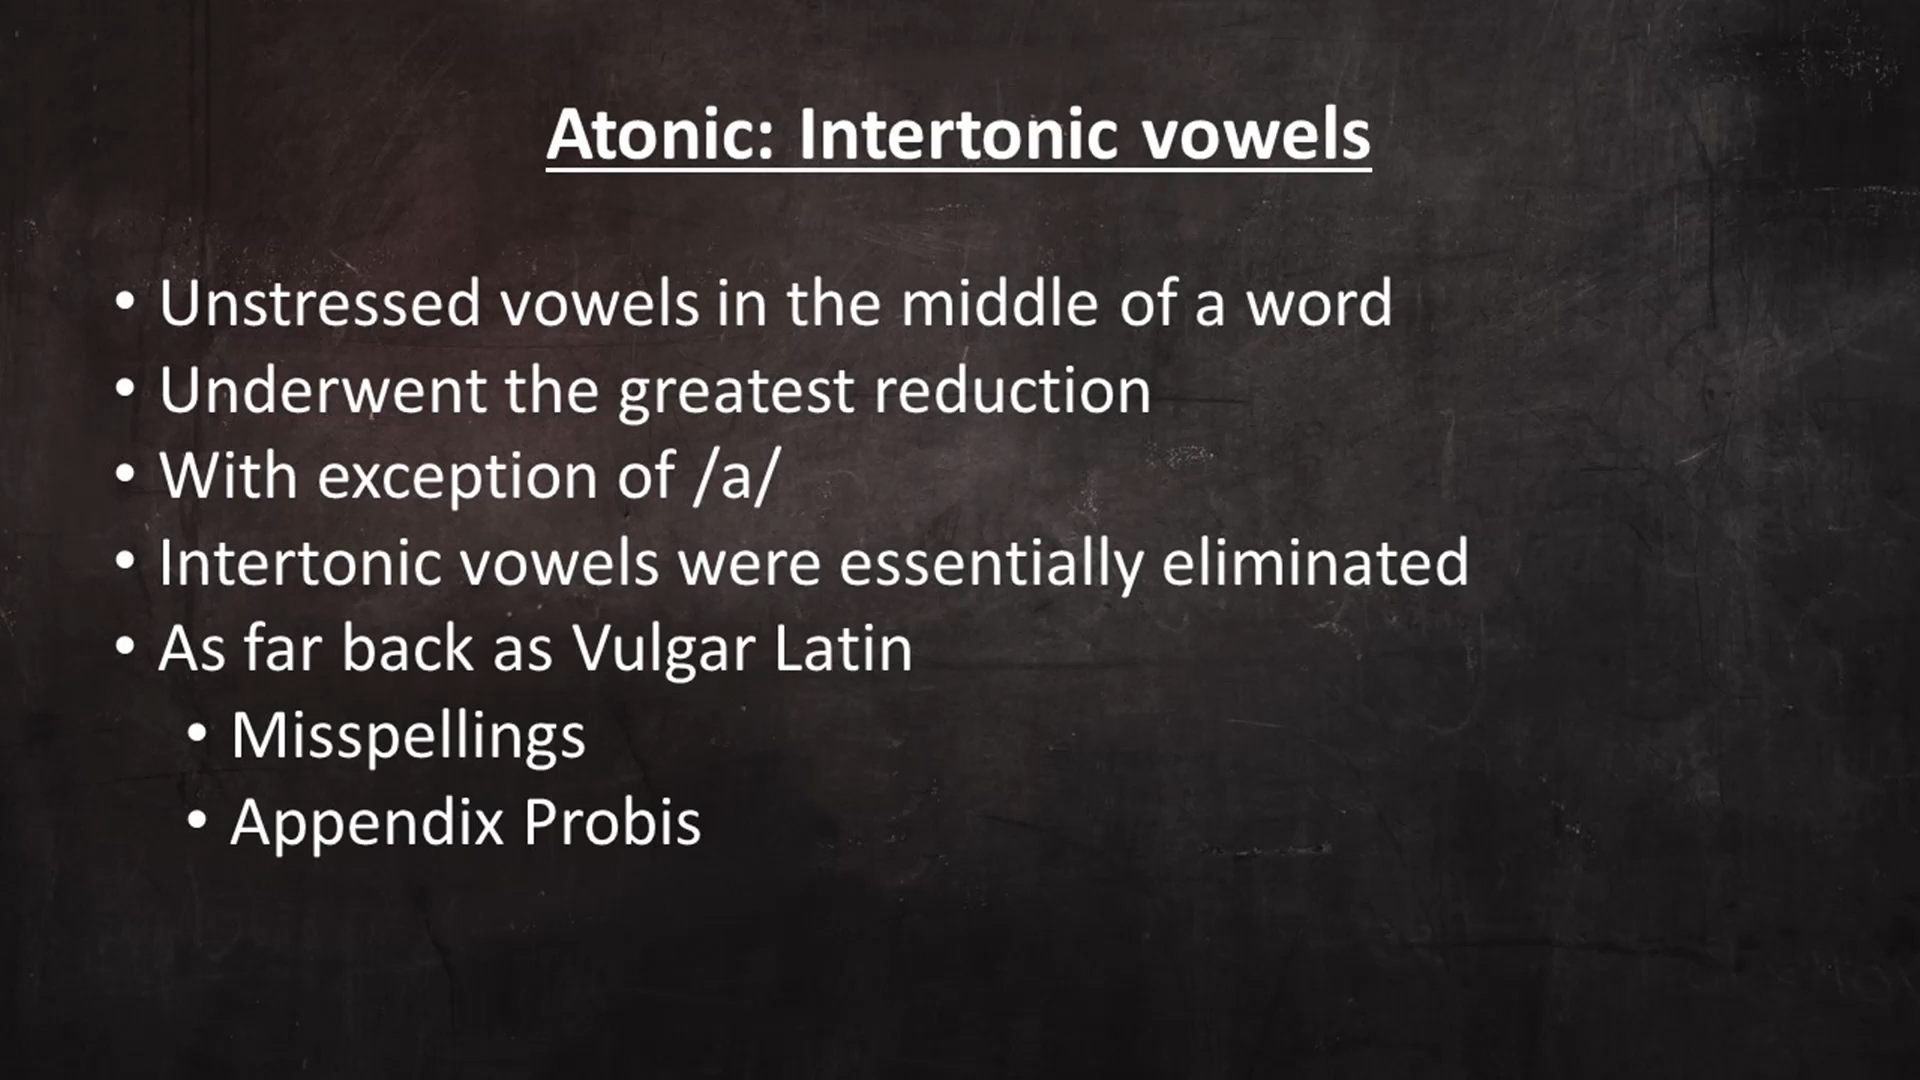 Atonic: Intertonic vowels
• Unstressed vowels in the middle of a word
• Underwent the greatest reduction
• With exception of /a/
• Intertonic vowels were essentially eliminated
• As far back as Vulgar Latin
• Misspellings
• Appendix Probis